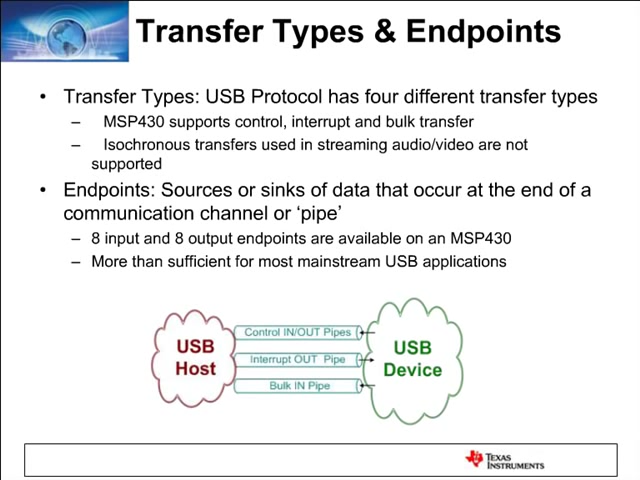 Transfer Types & Endpoints
• Transfer Types: USB Protocol has four different transfer types
– MSP430 supports control, interrupt and bulk transfer
– Isochronous transfers used in streaming audio/video are not
supported
• Endpoints: Sources or sinks of data that occur at the end of a
communication channel or ‘pipe’
– 8 input and 8 output endpoints are available on an MSP430
– More than sufficient for most mainstream USB applications
USB
Host
Control IN/OUT Pipes
Interrupt OUT Pipe
Bulk IN Pipe
USB
Device
TEXAS
INSTRUMENTS